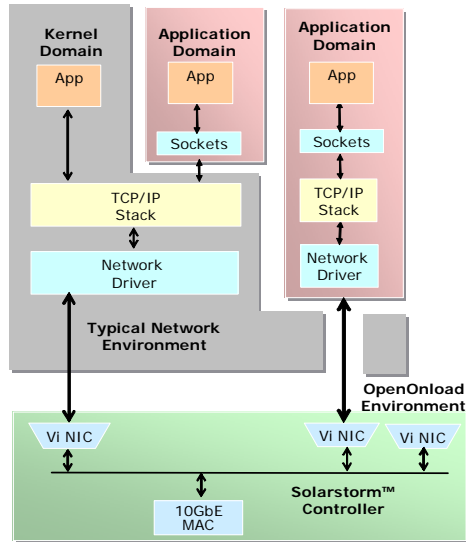 Kernel
Domain
App
Application
Domain
App
Sockets
Application
Domain
App
Sockets
TCP/IP
Stack
Network
Driver
TCP/IP
Stack
Network
Driver
Typical Network
Environment
OpenOnload
Environment
Vi NIC
Vi NIC
Vi NIC
10GbE
MAC
Solarstorm™
Controller